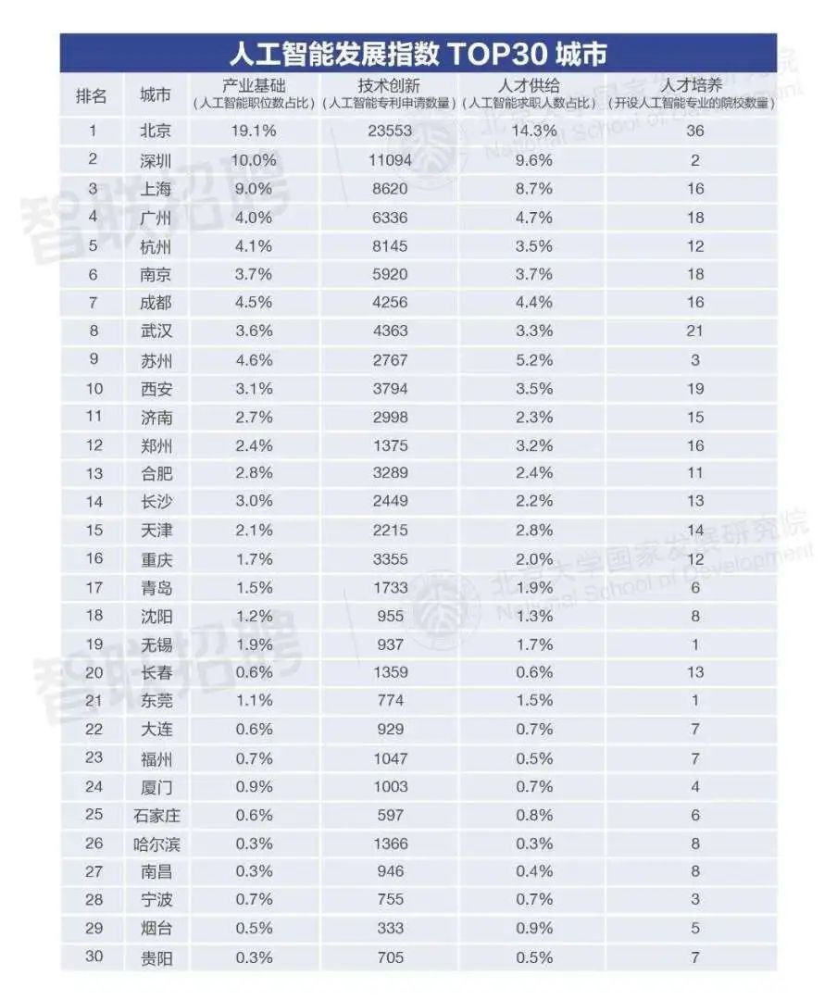 人工智能发展指数 TOP30 城市
排名 城市 产业基础 (人工智能职位数占比) 技术创新 (人工智能专利申请数量) 人才供给 (人工智能求职人数占比) 人才培养 (开设人工智能专业的院校数量)
1 北京 19.1% 23553 14.3% 36
2 深圳 10.0% 11094 9.6% 2
3 上海 9.0% 8620 8.7% 16
4 广州 4.0% 6336 4.7% 18
5 杭州 4.1% 8145 3.5% 12
6 南京 3.7% 5920 3.7% 18
7 成都 4.5% 4256 4.4% 16
8 武汉 3.6% 4363 3.3% 21
9 苏州 4.6% 2767 5.2% 3
10 西安 3.1% 3794 3.5% 19
11 济南 2.7% 2998 2.3% 15
12 郑州 2.4% 1375 3.2% 16
13 合肥 2.8% 3289 2.4% 11
14 长沙 3.0% 2449 2.2% 13
15 天津 2.1% 2215 2.8% 14
16 重庆 1.7% 3355 2.0% 12
17 青岛 1.5% 1733 1.9% 6
18 沈阳 1.2% 955 1.3% 8
19 无锡 1.9% 937 1.7% 1
20 长春 0.6% 1359 0.6% 13
21 东莞 1.1% 774 1.5% 1
22 大连 0.6% 929 0.7% 7
23 福州 0.7% 1047 0.5% 7
24 厦门 0.9% 1003 0.7% 4
25 石家庄 0.6% 597 0.8% 6
26 哈尔滨 0.3% 1366 0.3% 8
27 南昌 0.3% 946 0.4% 8
28 宁波 0.7% 755 0.7% 3
29 烟台 0.5% 333 0.9% 5
30 贵阳 0.3% 705 0.5% 7
智联招聘
北京大学国家发展研究院
National School of Development
智联招聘
北京大学国家发展研究院
National School of Development